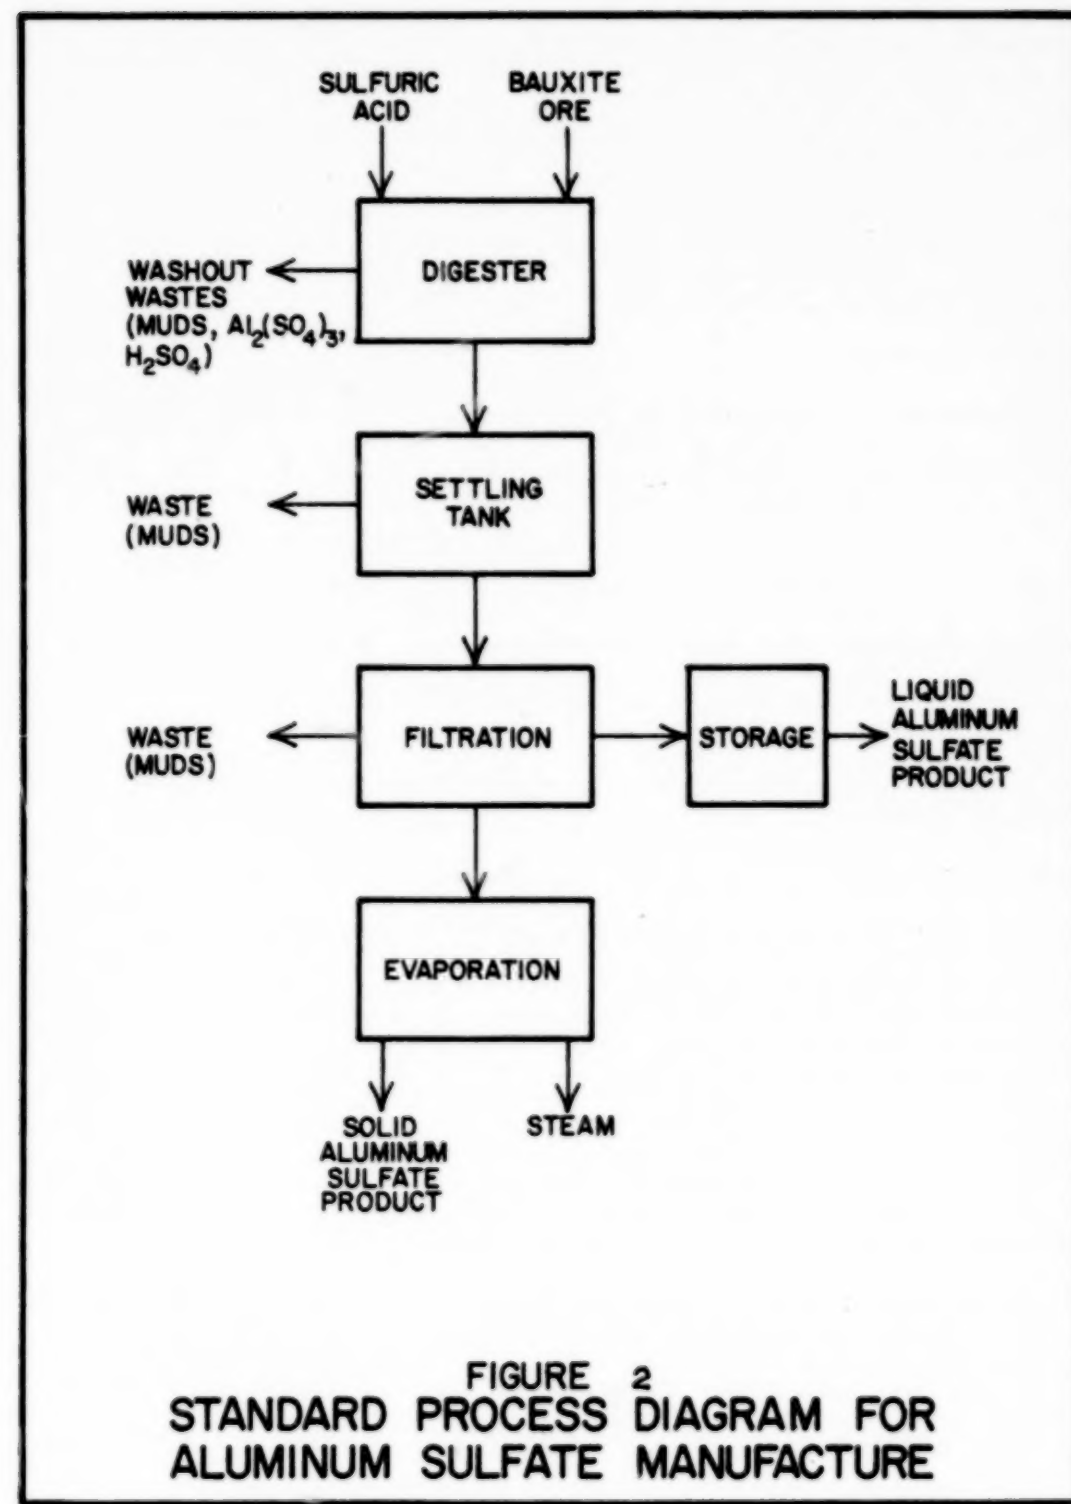 SULFURIC
ACID
BAUXITE
ORE
DIGESTER
WASHOUT
WASTES
(MUDS, Al₂(SO₄)₃,
H₂SO₄)
SETTLING
TANK
WASTE
(MUDS)
FILTRATION
WASTE
(MUDS)
STORAGE
LIQUID
ALUMINUM
SULFATE
PRODUCT
EVAPORATION
SOLID
ALUMINUM
SULFATE
PRODUCT
STEAM
FIGURE 2
STANDARD PROCESS DIAGRAM FOR
ALUMINUM SULFATE MANUFACTURE